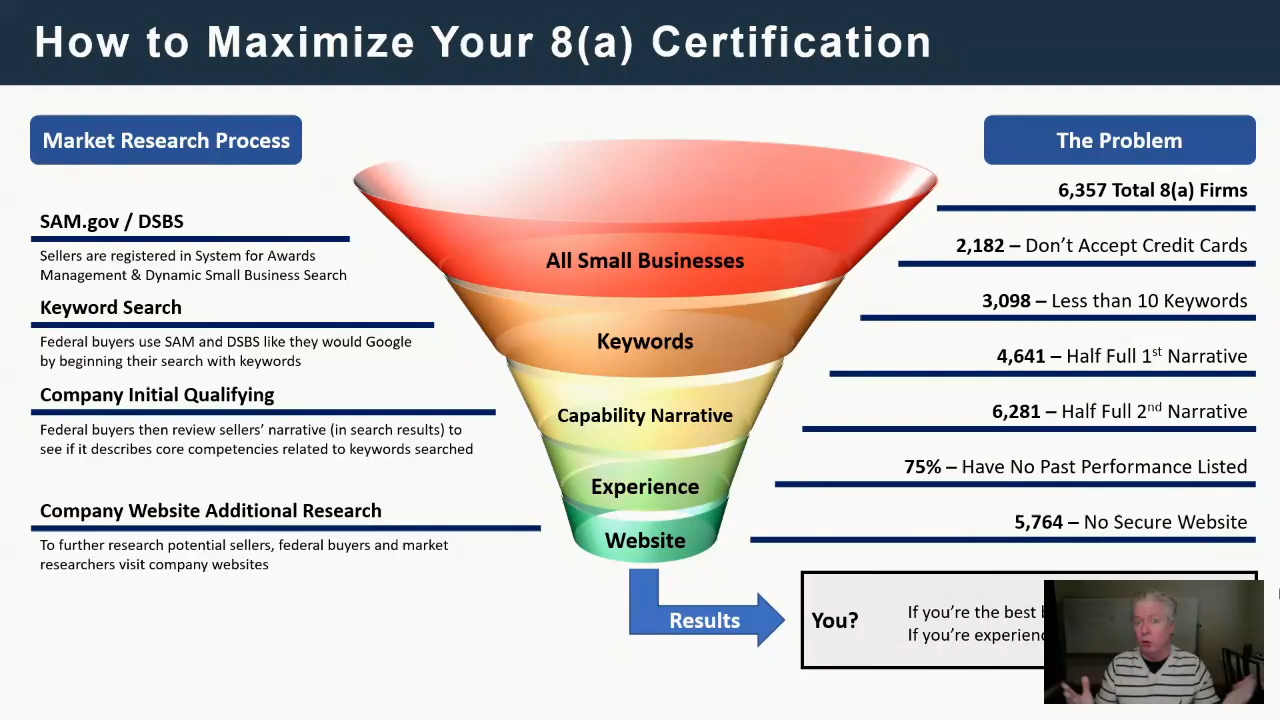 How to Maximize Your 8(a) Certification
Market Research Process
SAM.gov / DSBS
Sellers are registered in System for Awards
Management & Dynamic Small Business Search
Keyword Search
Federal buyers use SAM and DSBS like they would Google
by beginning their search with keywords
Company Initial Qualifying
Federal buyers then review sellers’ narrative (in search results) to
see if it describes core competencies related to keywords searched
Company Website Additional Research
To further research potential sellers, federal buyers and market
researchers visit company websites
All Small Businesses
Keywords
Capability Narrative
Experience
Website
Results
The Problem
6,357 Total 8(a) Firms
2,182 – Don’t Accept Credit Cards
3,098 – Less than 10 Keywords
4,641 – Half Full 1st Narrative
6,281 – Half Full 2nd Narrative
75% – Have No Past Performance Listed
5,764 – No Secure Website
You?
If you’re the best
If you’re